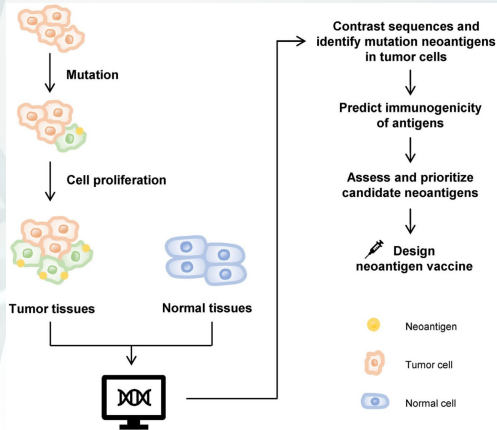 Mutation
Cell proliferation
Tumor tissues
Normal tissues
Contrast sequences and
identify mutation neoantigens
in tumor cells
Predict immunogenicity
of antigens
Assess and prioritize
candidate neoantigens
Design
neoantigen vaccine
Neoantigen
Tumor cell
Normal cell